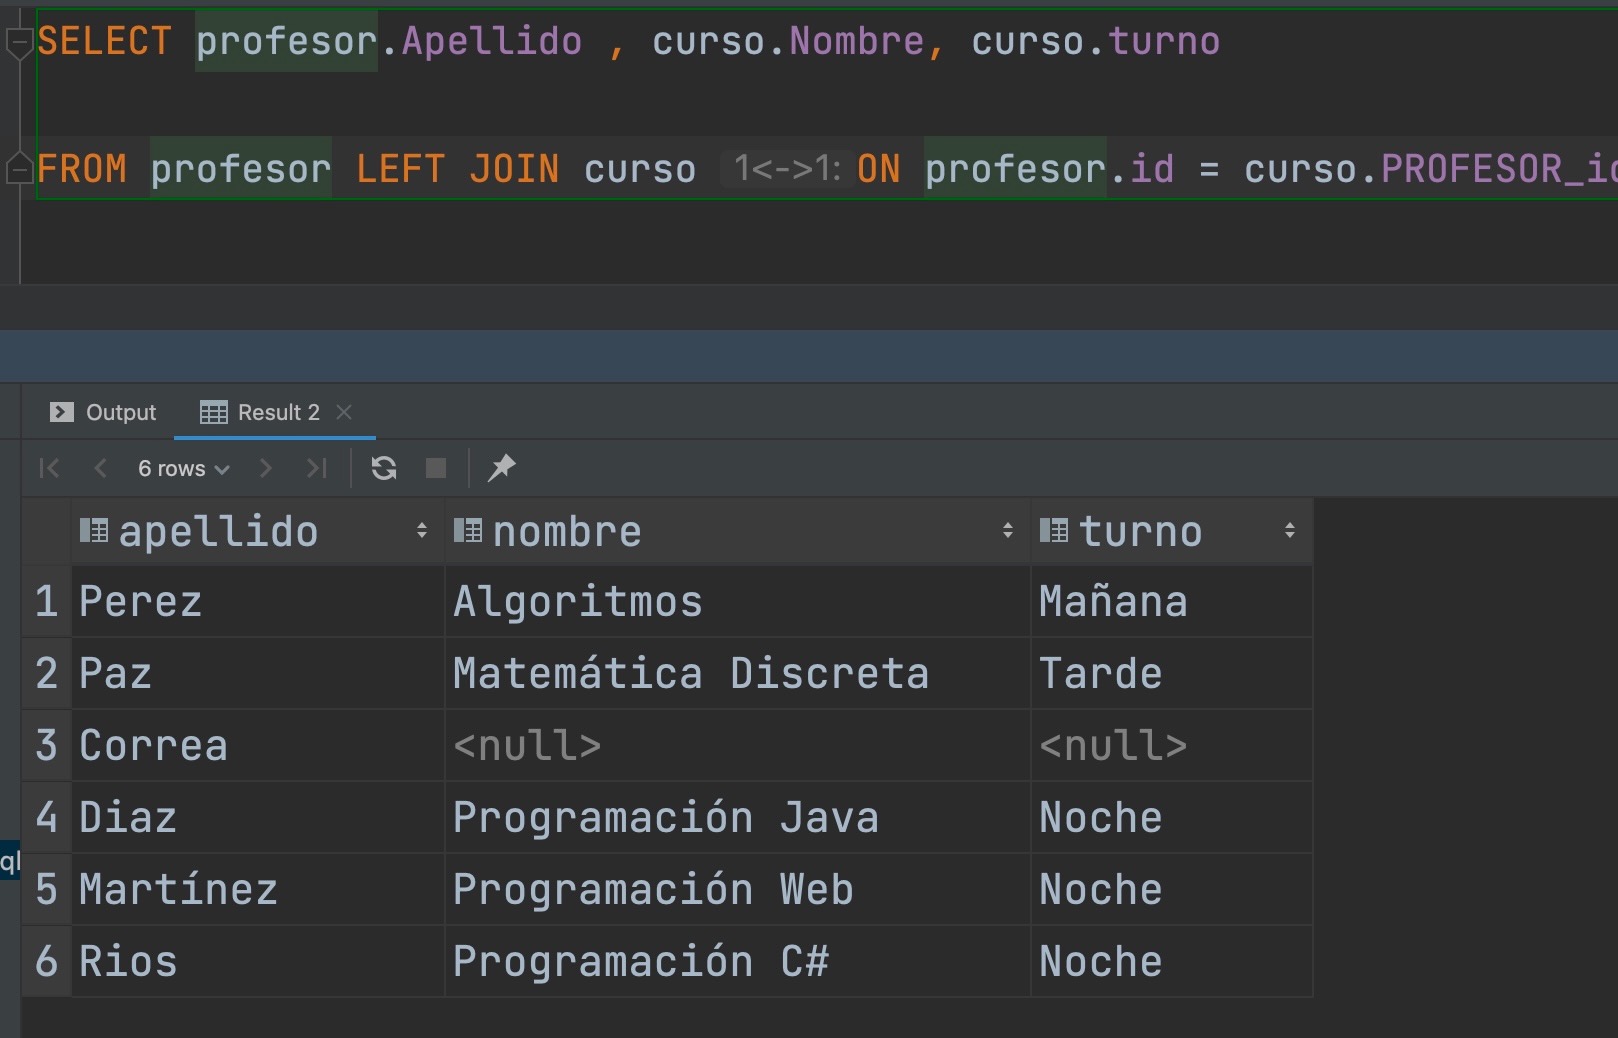 SELECT profesor.Apellido , curso.Nombre, curso.turno
FROM profesor LEFT JOIN curso 1<->1: ON profesor.id = curso.PROFESOR_id
Output Result 2
6 rows
apellido nombre turno
1 Perez Algoritmos Mañana
2 Paz Matemática Discreta Tarde
3 Correa <null> <null>
4 Diaz Programación Java Noche
ql
5 Martínez Programación Web Noche
6 Rios Programación C# Noche